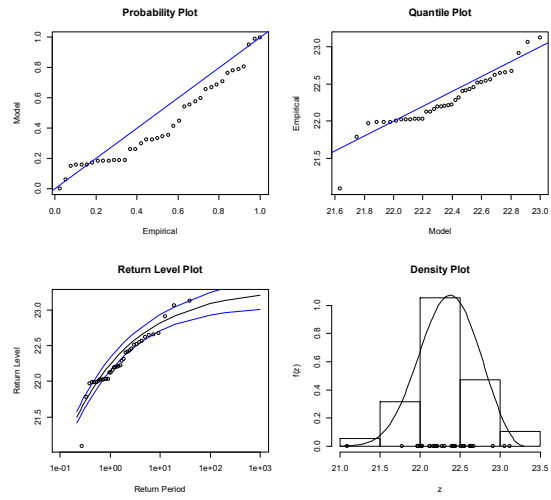 Probability Plot
Model
0.0 0.2 0.4 0.6 0.8 1.0
0.0 0.2 0.4 0.6 0.8 1.0
Empirical
Quantile Plot
Empirical
21.5 22.0 22.5 23.0
21.6 21.8 22.0 22.2 22.4 22.6 22.8 23.0
Model
Return Level Plot
Return Level
21.5 22.0 22.5 23.0
1e-01 1e+00 1e+01 1e+02 1e+03
Return Period
Density Plot
f(z)
0.0 0.2 0.4 0.6 0.8 1.0
21.0 21.5 22.0 22.5 23.0 23.5
z